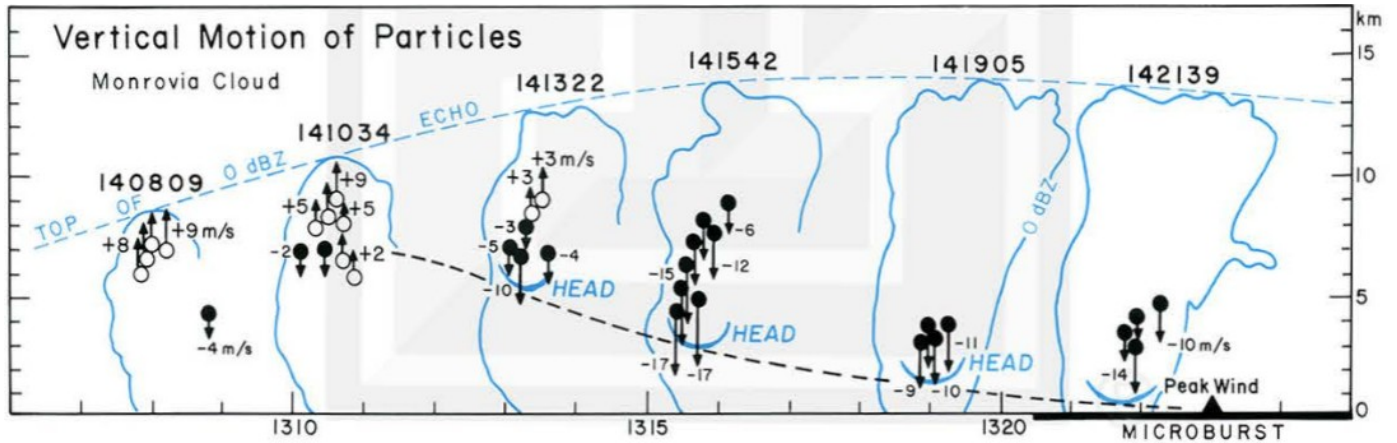 Vertical Motion of Particles
Monrovia Cloud
km
15
10
5
0
TOP OF 0 dBZ ECHO
140809
+8
+9 m/s
-4 m/s
141034
+9
+5
+5
-2
+2
141322
+3 m/s
+3
-3
-5
-4
-10
HEAD
141542
-6
-12
-15
HEAD
-17
-17
141905
0 dBZ
-11
HEAD
-9
-10
142139
-10 m/s
-14
Peak Wind
1310
1315
1320
MICROBURST